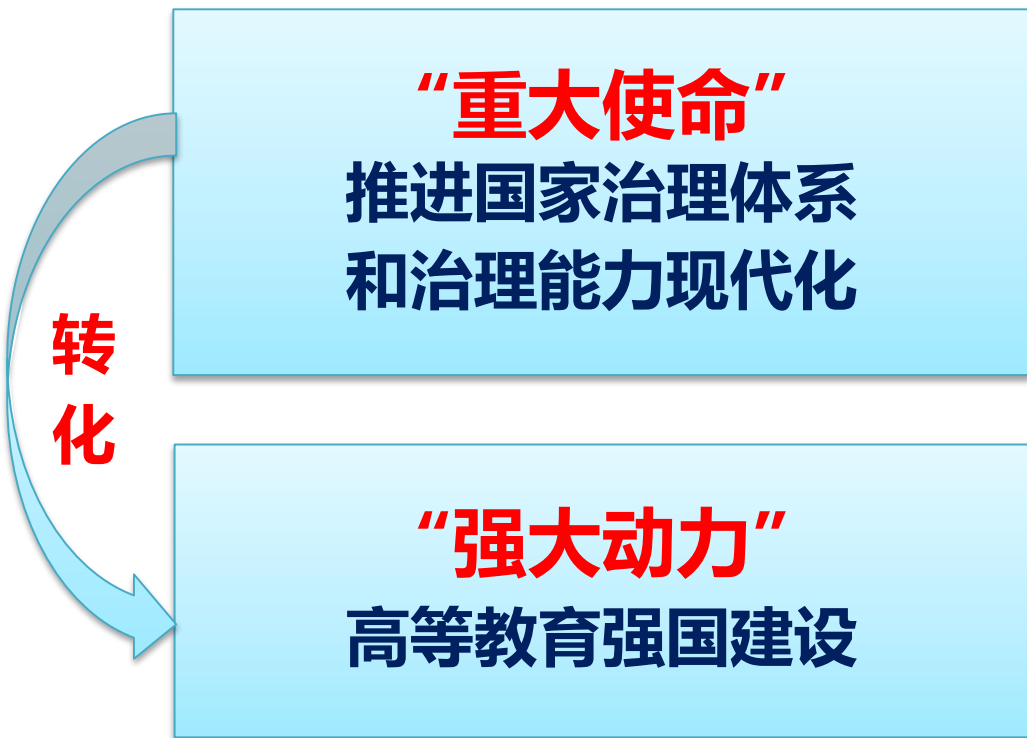 “重大使命”
推进国家治理体系
和治理能力现代化
转
化
“强大动力”
高等教育强国建设